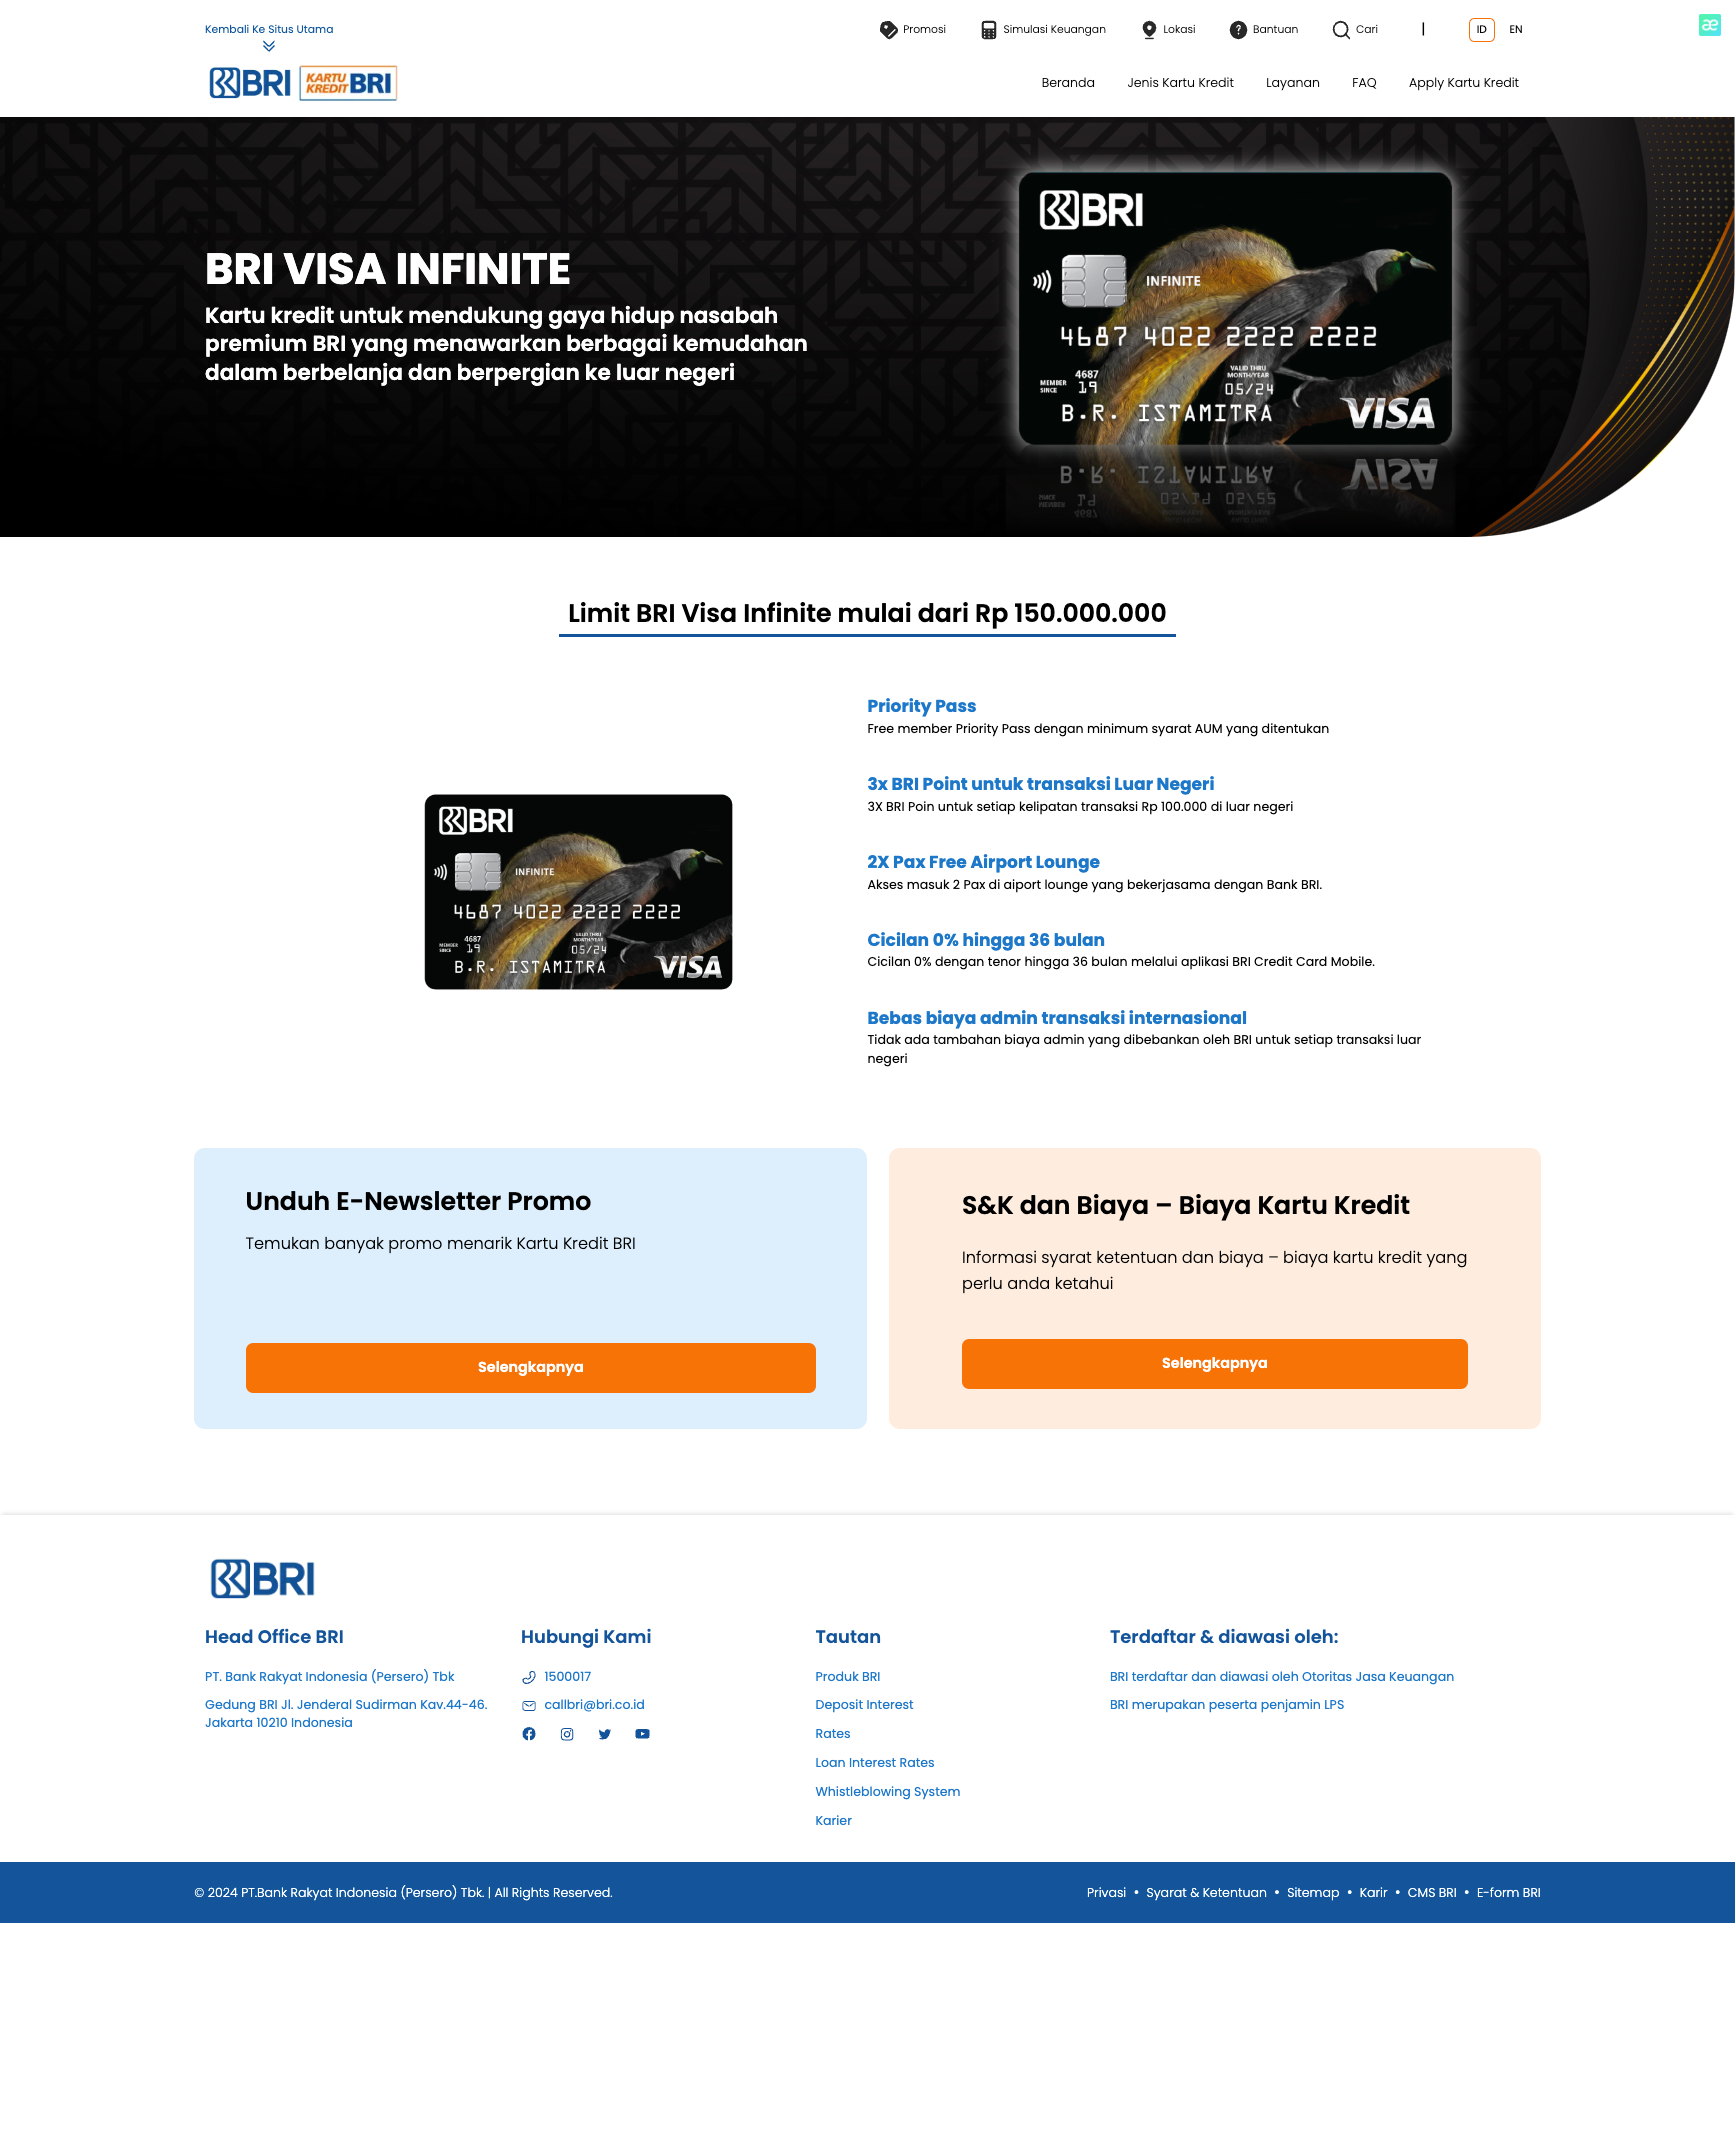 Kembali Ke Situs Utama
Promosi
Simulasi Keuangan
Lokasi
Bantuan
Cari
|
ID
EN
æ
BRI
KARTU KREDIT BRI
Beranda
Jenis Kartu Kredit
Layanan
FAQ
Apply Kartu Kredit
BRI VISA INFINITE
Kartu kredit untuk mendukung gaya hidup nasabah
premium BRI yang menawarkan berbagai kemudahan
dalam berbelanja dan berpergian ke luar negeri
BRI
INFINITE
4687 4022 2222 2222
4687
MEMBER SINCE 19
VALID THRU
MONTH/YEAR
05/24
B.R. ISTAMITRA
VISA
Limit BRI Visa Infinite mulai dari Rp 150.000.000
BRI
INFINITE
4687 4022 2222 2222
4687
MEMBER SINCE 19
VALID THRU
MONTH/YEAR
05/24
B.R. ISTAMITRA
VISA
Priority Pass
Free member Priority Pass dengan minimum syarat AUM yang ditentukan
3x BRI Point untuk transaksi Luar Negeri
3X BRI Poin untuk setiap kelipatan transaksi Rp 100.000 di luar negeri
2X Pax Free Airport Lounge
Akses masuk 2 Pax di aiport lounge yang bekerjasama dengan Bank BRI.
Cicilan 0% hingga 36 bulan
Cicilan 0% dengan tenor hingga 36 bulan melalui aplikasi BRI Credit Card Mobile.
Bebas biaya admin transaksi internasional
Tidak ada tambahan biaya admin yang dibebankan oleh BRI untuk setiap transaksi luar
negeri
Unduh E-Newsletter Promo
Temukan banyak promo menarik Kartu Kredit BRI
Selengkapnya
S&K dan Biaya – Biaya Kartu Kredit
Informasi syarat ketentuan dan biaya – biaya kartu kredit yang
perlu anda ketahui
Selengkapnya
BRI
Head Office BRI
PT. Bank Rakyat Indonesia (Persero) Tbk
Gedung BRI Jl. Jenderal Sudirman Kav.44-46.
Jakarta 10210 Indonesia
Hubungi Kami
1500017
callbri@bri.co.id
Tautan
Produk BRI
Deposit Interest
Rates
Loan Interest Rates
Whistleblowing System
Karier
Terdaftar & diawasi oleh:
BRI terdaftar dan diawasi oleh Otoritas Jasa Keuangan
BRI merupakan peserta penjamin LPS
© 2024 PT.Bank Rakyat Indonesia (Persero) Tbk. | All Rights Reserved.
Privasi • Syarat & Ketentuan • Sitemap • Karir • CMS BRI • E-form BRI